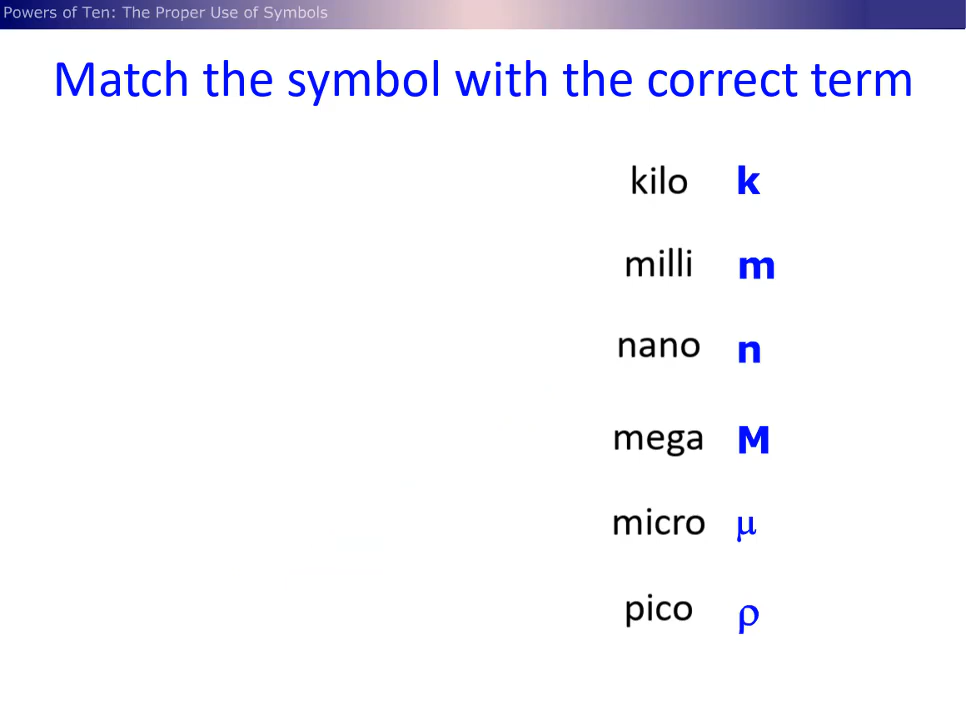 Powers of Ten: The Proper Use of Symbols
Match the symbol with the correct term
kilo k
milli m
nano n
mega M
micro μ
pico ρ